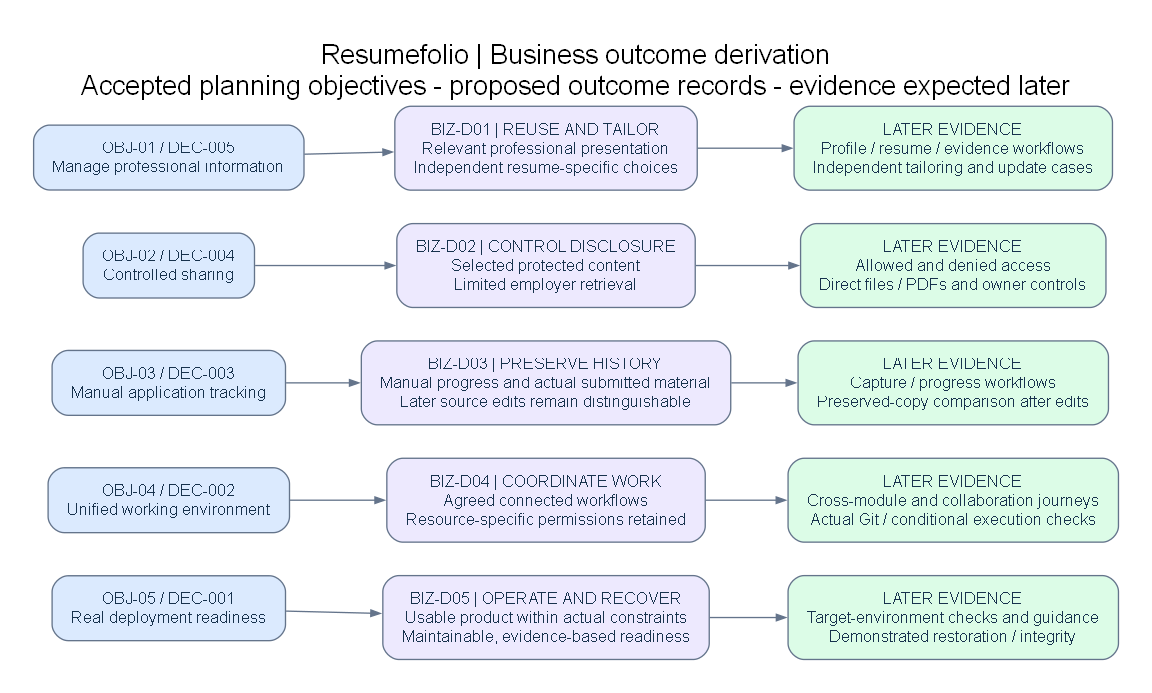 Resumefolio | Business outcome derivation
Accepted planning objectives - proposed outcome records - evidence expected later
OBJ-01 / DEC-005
Manage professional information
BIZ-D01 | REUSE AND TAILOR
Relevant professional presentation
Independent resume-specific choices
LATER EVIDENCE
Profile / resume / evidence workflows
Independent tailoring and update cases
OBJ-02 / DEC-004
Controlled sharing
BIZ-D02 | CONTROL DISCLOSURE
Selected protected content
Limited employer retrieval
LATER EVIDENCE
Allowed and denied access
Direct files / PDFs and owner controls
OBJ-03 / DEC-003
Manual application tracking
BIZ-D03 | PRESERVE HISTORY
Manual progress and actual submitted material
Later source edits remain distinguishable
LATER EVIDENCE
Capture / progress workflows
Preserved-copy comparison after edits
OBJ-04 / DEC-002
Unified working environment
BIZ-D04 | COORDINATE WORK
Agreed connected workflows
Resource-specific permissions retained
LATER EVIDENCE
Cross-module and collaboration journeys
Actual Git / conditional execution checks
OBJ-05 / DEC-001
Real deployment readiness
BIZ-D05 | OPERATE AND RECOVER
Usable product within actual constraints
Maintainable, evidence-based readiness
LATER EVIDENCE
Target-environment checks and guidance
Demonstrated restoration / integrity